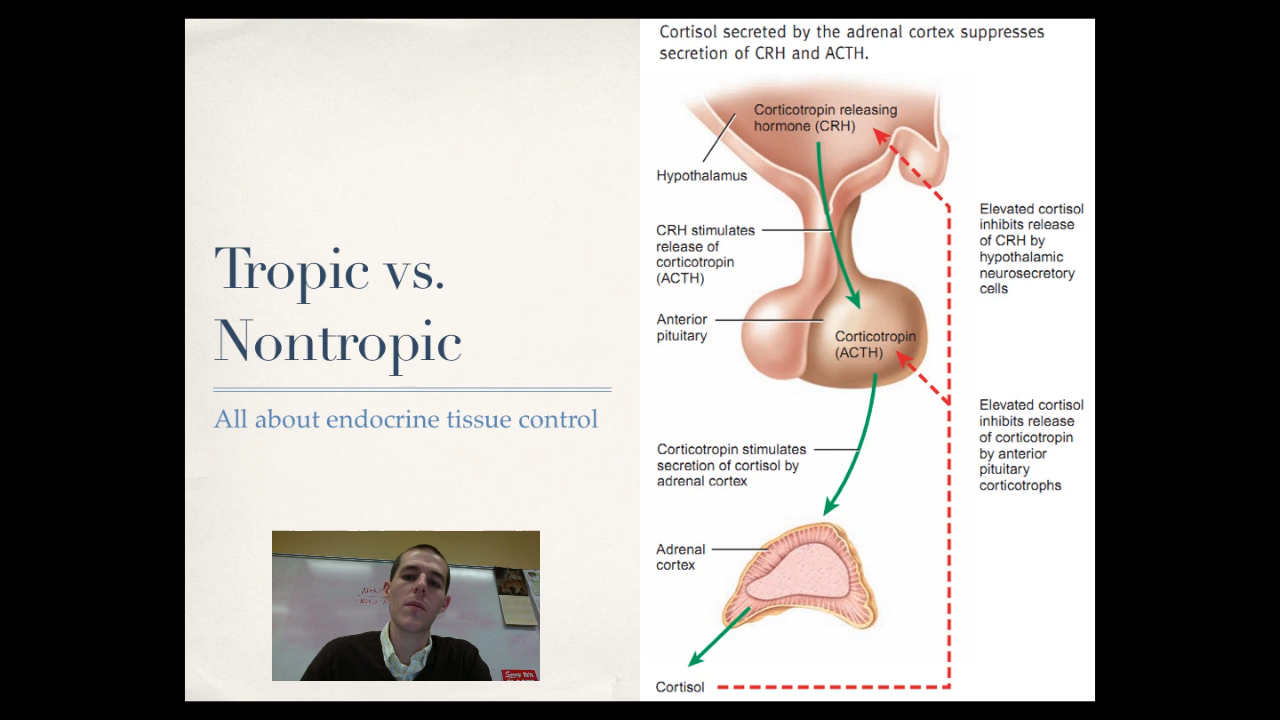 Tropic vs.
Nontropic
All about endocrine tissue control
Cortisol secreted by the adrenal cortex suppresses
secretion of CRH and ACTH.
Corticotropin releasing
hormone (CRH)
Hypothalamus
CRH stimulates
release of
corticotropin
(ACTH)
Anterior
pituitary
Corticotropin
(ACTH)
Elevated cortisol
inhibits release
of CRH by
hypothalamic
neurosecretory
cells
Elevated cortisol
inhibits release
of corticotropin
by anterior
pituitary
corticotrophs
Corticotropin stimulates
secretion of cortisol by
adrenal cortex
Adrenal
cortex
Cortisol